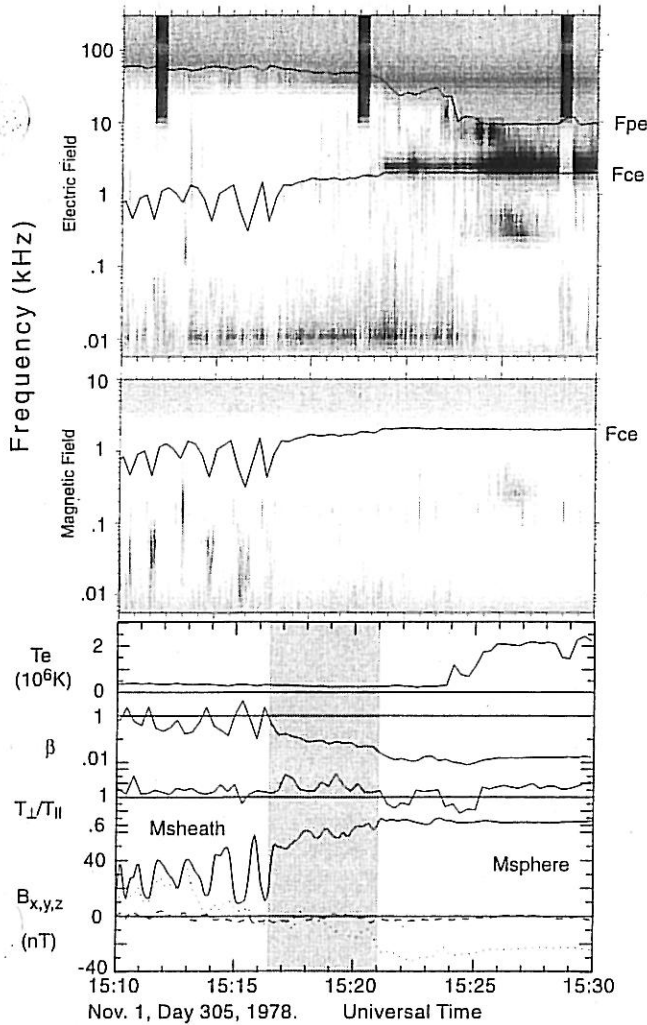 Frequency (kHz)
Electric Field
100
10
1
.1
.01
Fpe
Fce
Magnetic Field
10
1
.1
.01
Fce
Te
(10⁶K)
2
0
β
1
.01
T⊥/T||
1
.6
Msheath
Msphere
Bx,y,z
(nT)
40
0
-40
15:10
15:15
15:20
15:25
15:30
Nov. 1, Day 305, 1978.
Universal Time